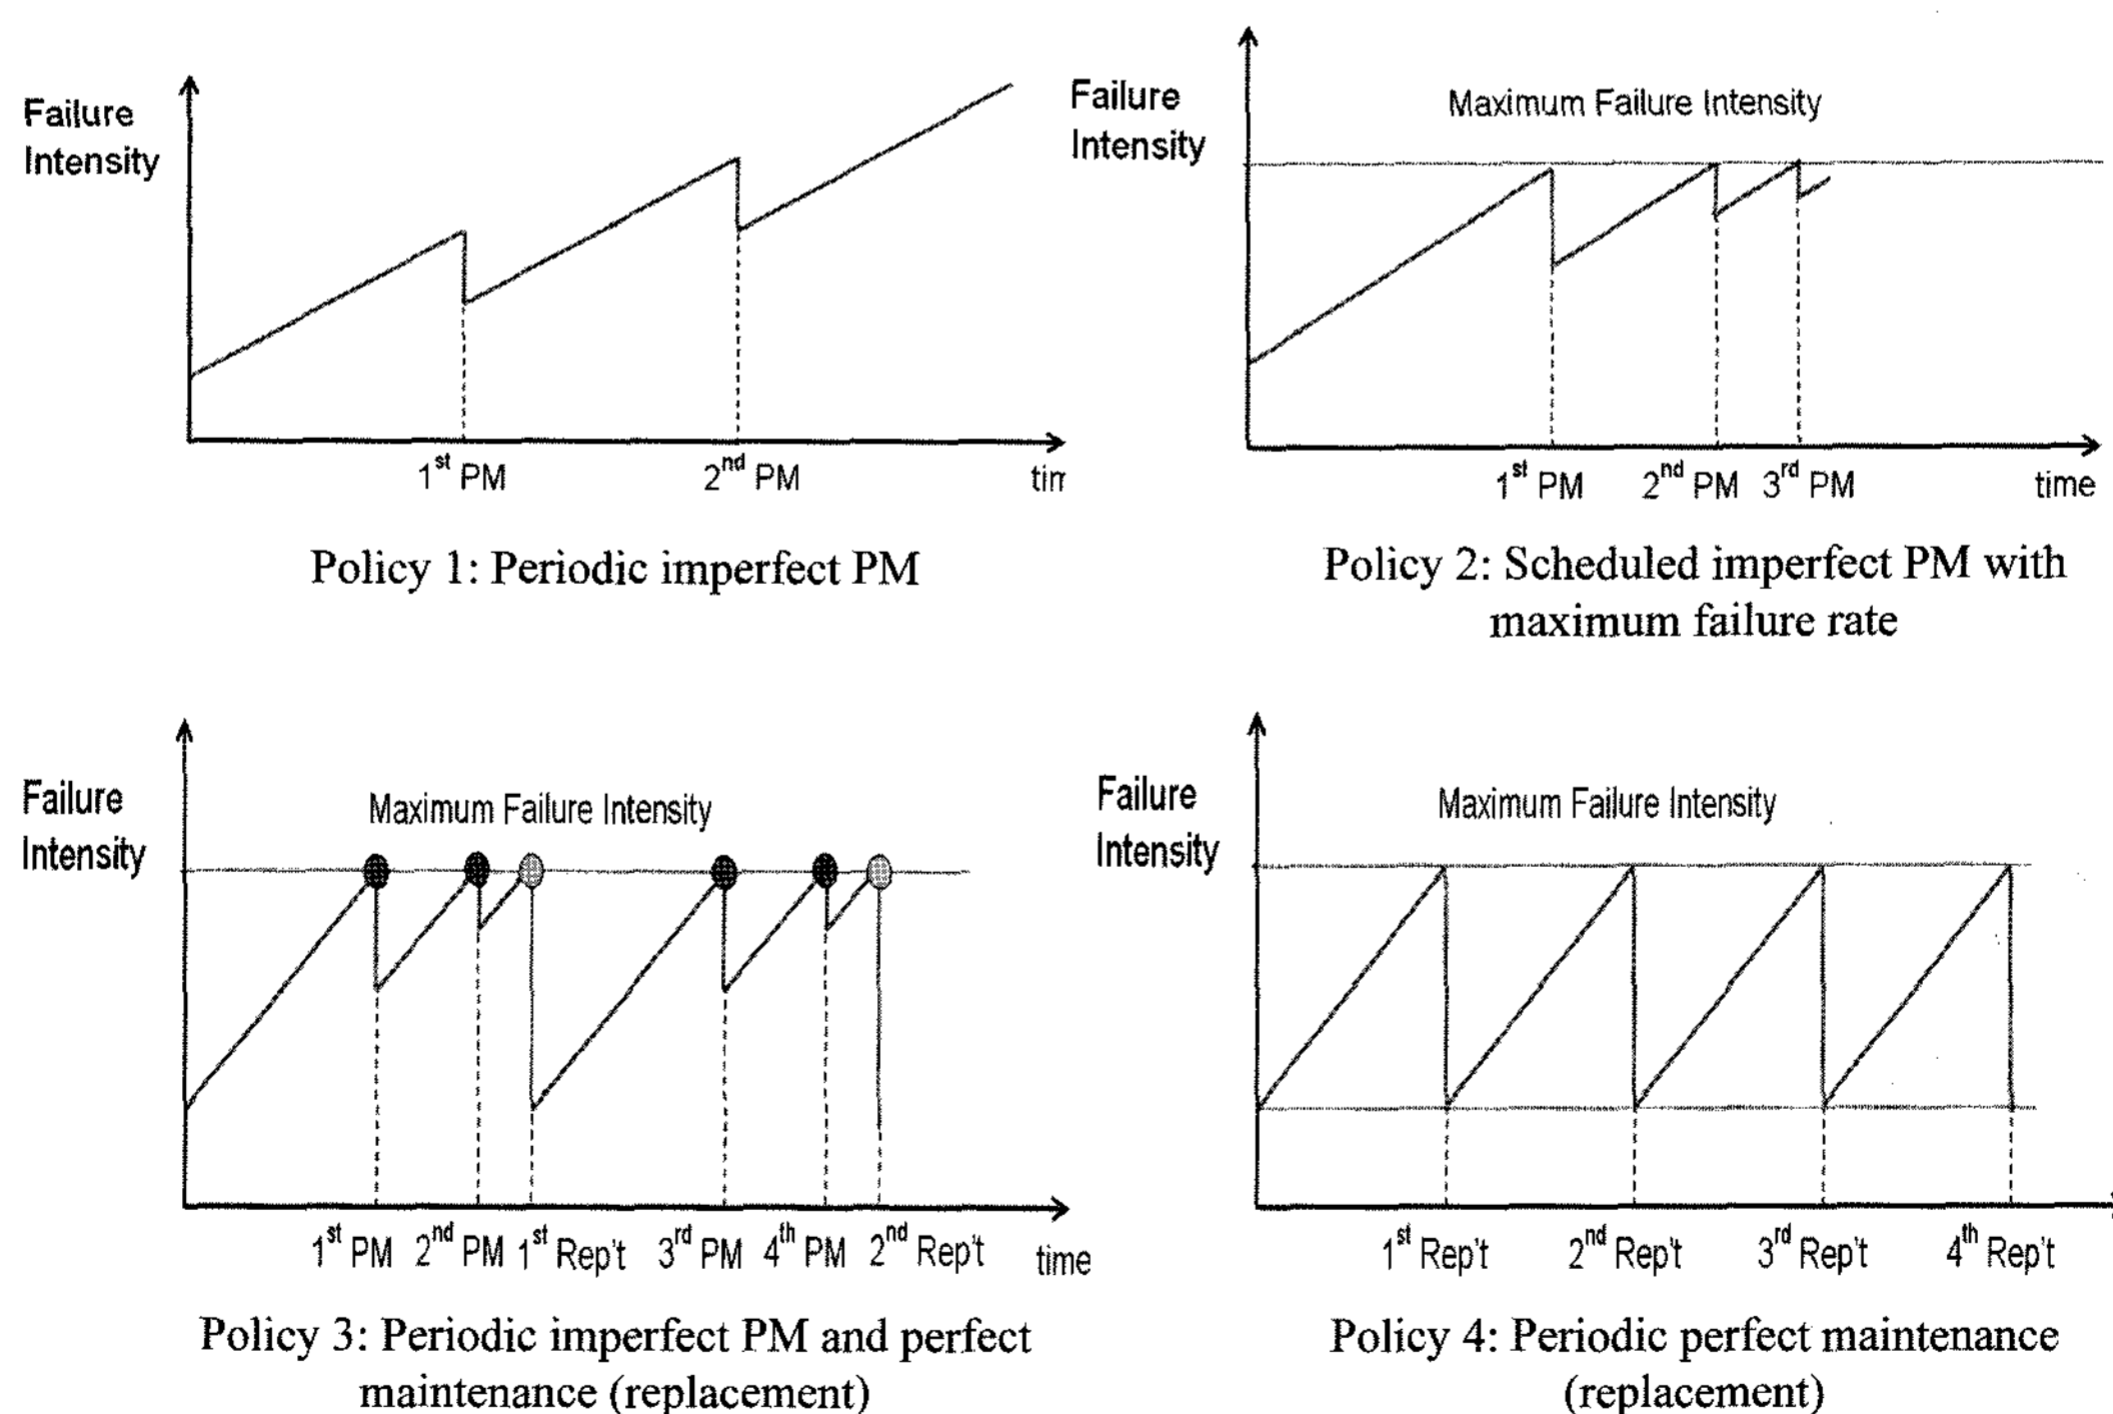 Failure
Intensity
1st PM
2nd PM
tim
Policy 1: Periodic imperfect PM
Failure
Intensity
Maximum Failure Intensity
1st PM
2nd PM
3rd PM
time
Policy 2: Scheduled imperfect PM with
maximum failure rate
Failure
Intensity
Maximum Failure Intensity
1st PM
2nd PM
1st Rep't
3rd PM
4th PM
2nd Rep't
time
Policy 3: Periodic imperfect PM and perfect
maintenance (replacement)
Failure
Intensity
Maximum Failure Intensity
1st Rep't
2nd Rep't
3rd Rep't
4th Rep't
Policy 4: Periodic perfect maintenance
(replacement)